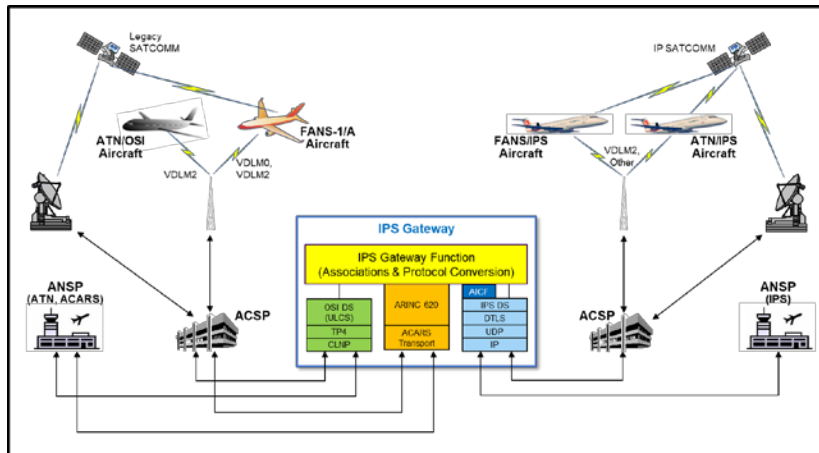 Legacy
SATCOMM
IP SATCOMM
ATN/OSI
Aircraft
FANS-1/A
Aircraft
FANS/IPS
Aircraft
ATN/IPS
Aircraft
VDLM2
VDLM0,
VDLM2
VDLM2,
Other
IPS Gateway
IPS Gateway Function
(Associations & Protocol Conversion)
AICF
OSI DS
(ULCS)
TP4
CLNP
ARINC 620
ACARS
Transport
IPS DS
DTLS
UDP
IP
ANSP
(ATN, ACARS)
ACSP
ACSP
ANSP
(IPS)